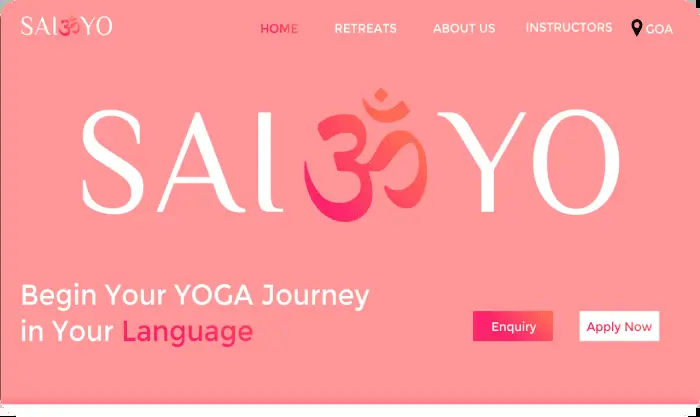 SAIॐYO
HOME RETREATS ABOUT US INSTRUCTORS GOA
SAIॐYO
Begin Your YOGA Journey
in Your Language
Enquiry Apply Now